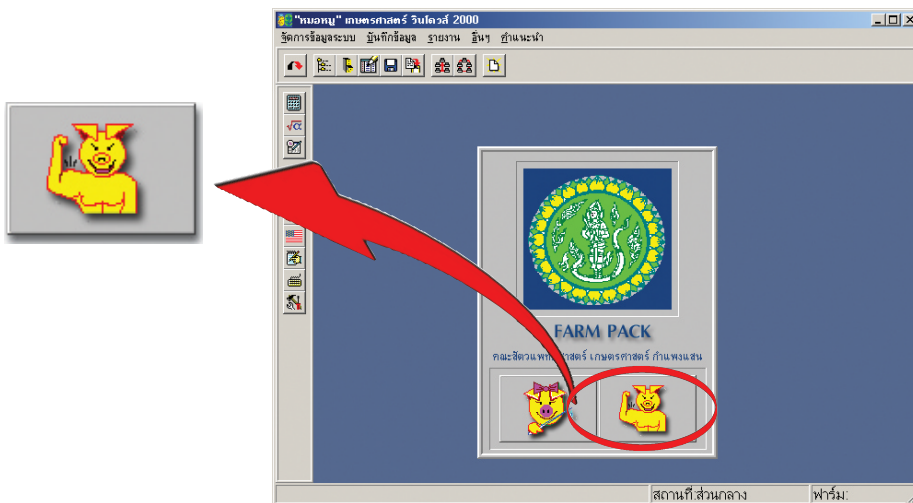 "หมอหมู" เกษตรศาสตร์ วินโดวส์ 2000
จัดการข้อมูลระบบ บันทึกข้อมูล รายงาน อื่นๆ คำแนะนำ
√α
FARM PACK
คณะสัตวแพทยศาสตร์ เกษตรศาสตร์ กำแพงแสน
สถานที่:ส่วนกลาง ฟาร์ม: